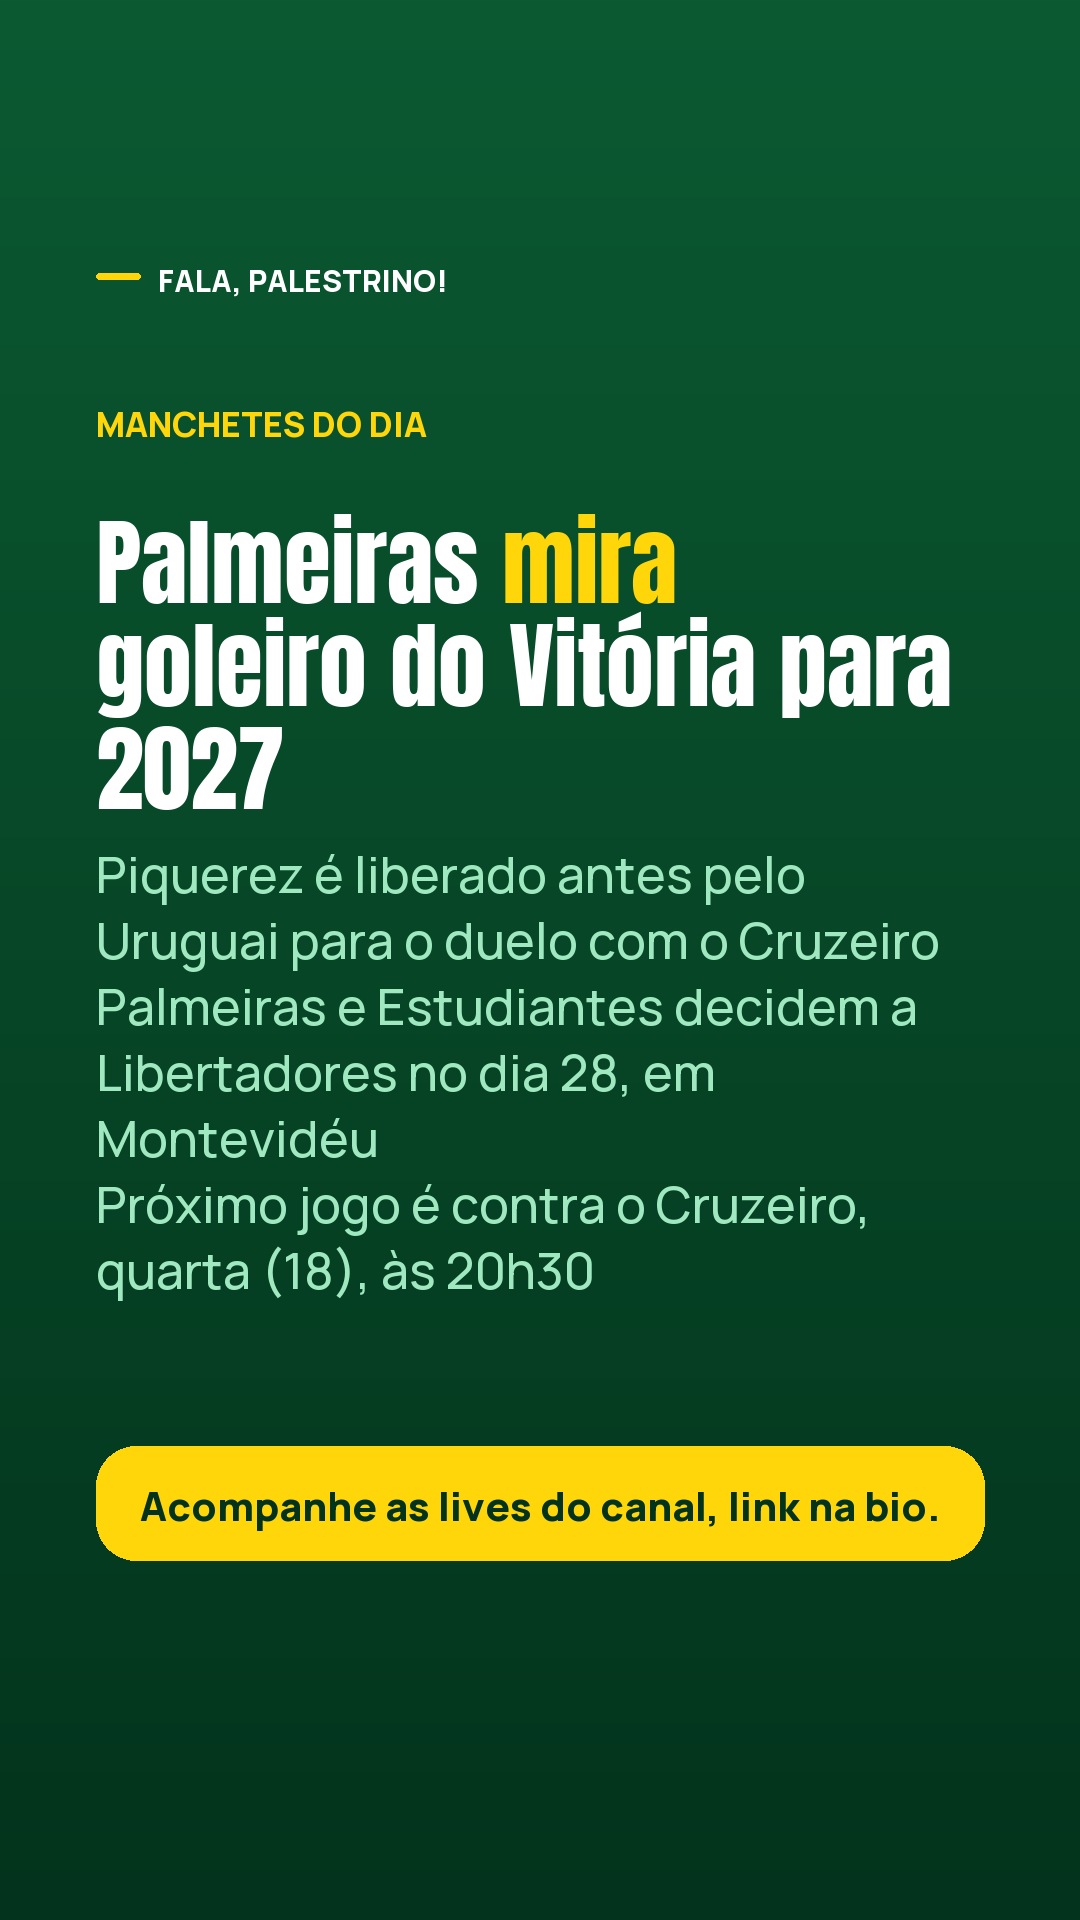 FALA, PALESTRINO!
MANCHETES DO DIA
Palmeiras mira
goleiro do Vitória para
2027
Piquerez é liberado antes pelo
Uruguai para o duelo com o Cruzeiro
Palmeiras e Estudiantes decidem a
Libertadores no dia 28, em
Montevidéu
Próximo jogo é contra o Cruzeiro,
quarta (18), às 20h30
Acompanhe as lives do canal, link na bio.